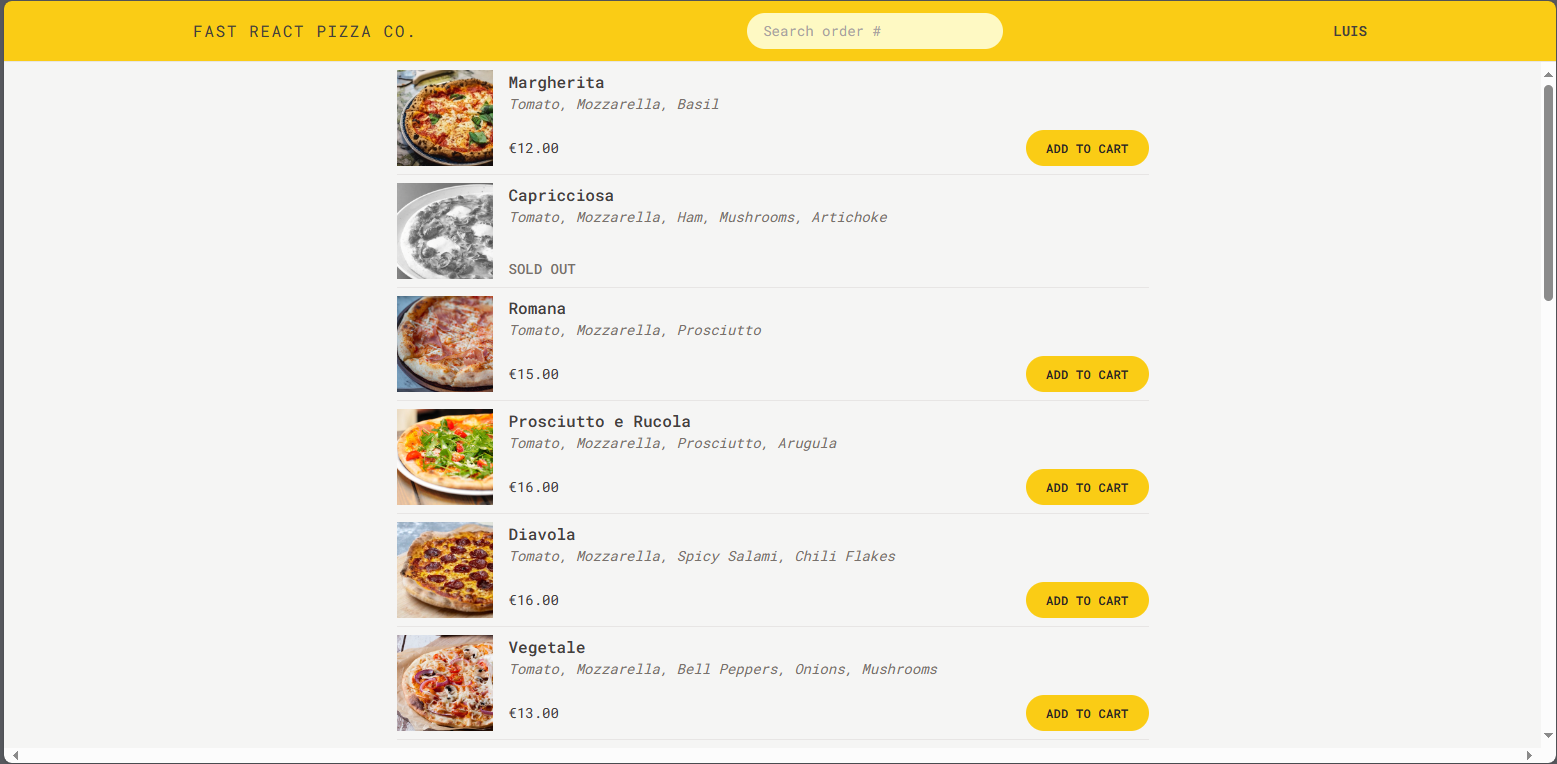 FAST REACT PIZZA CO.
Search order #
LUIS
Margherita
Tomato, Mozzarella, Basil
€12.00
ADD TO CART
Capricciosa
Tomato, Mozzarella, Ham, Mushrooms, Artichoke
SOLD OUT
Romana
Tomato, Mozzarella, Prosciutto
€15.00
ADD TO CART
Prosciutto e Rucola
Tomato, Mozzarella, Prosciutto, Arugula
€16.00
ADD TO CART
Diavola
Tomato, Mozzarella, Spicy Salami, Chili Flakes
€16.00
ADD TO CART
Vegetale
Tomato, Mozzarella, Bell Peppers, Onions, Mushrooms
€13.00
ADD TO CART